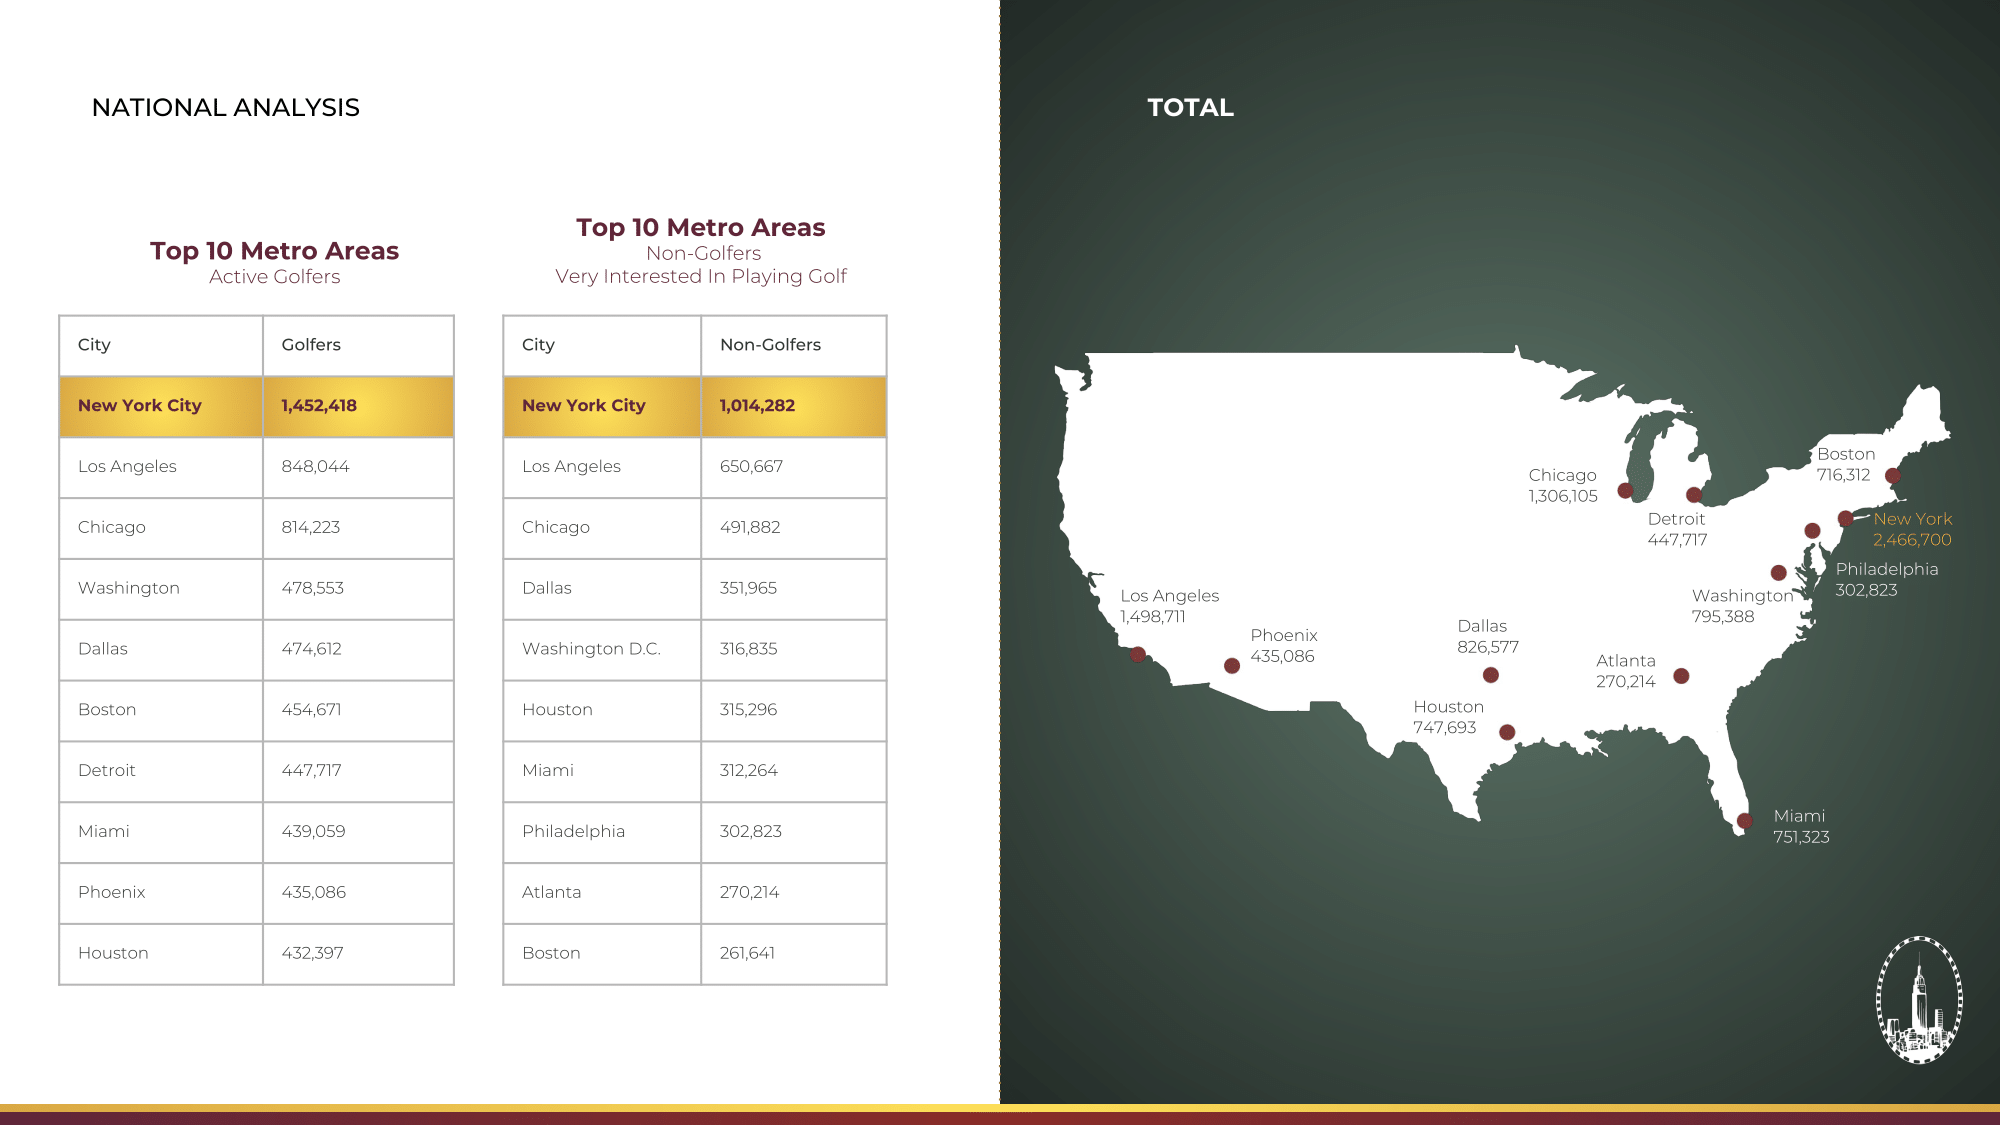 NATIONAL ANALYSIS
TOTAL
Top 10 Metro Areas
Active Golfers
City Golfers
New York City 1,452,418
Los Angeles 848,044
Chicago 814,223
Washington 478,553
Dallas 474,612
Boston 454,671
Detroit 447,717
Miami 439,059
Phoenix 435,086
Houston 432,397
Top 10 Metro Areas
Non-Golfers
Very Interested In Playing Golf
City Non-Golfers
New York City 1,014,282
Los Angeles 650,667
Chicago 491,882
Dallas 351,965
Washington D.C. 316,835
Houston 315,296
Miami 312,264
Philadelphia 302,823
Atlanta 270,214
Boston 261,641
Boston
716,312
Chicago
1,306,105
Detroit
447,717
New York
2,466,700
Philadelphia
302,823
Washington
795,388
Los Angeles
1,498,711
Phoenix
435,086
Dallas
826,577
Atlanta
270,214
Houston
747,693
Miami
751,323